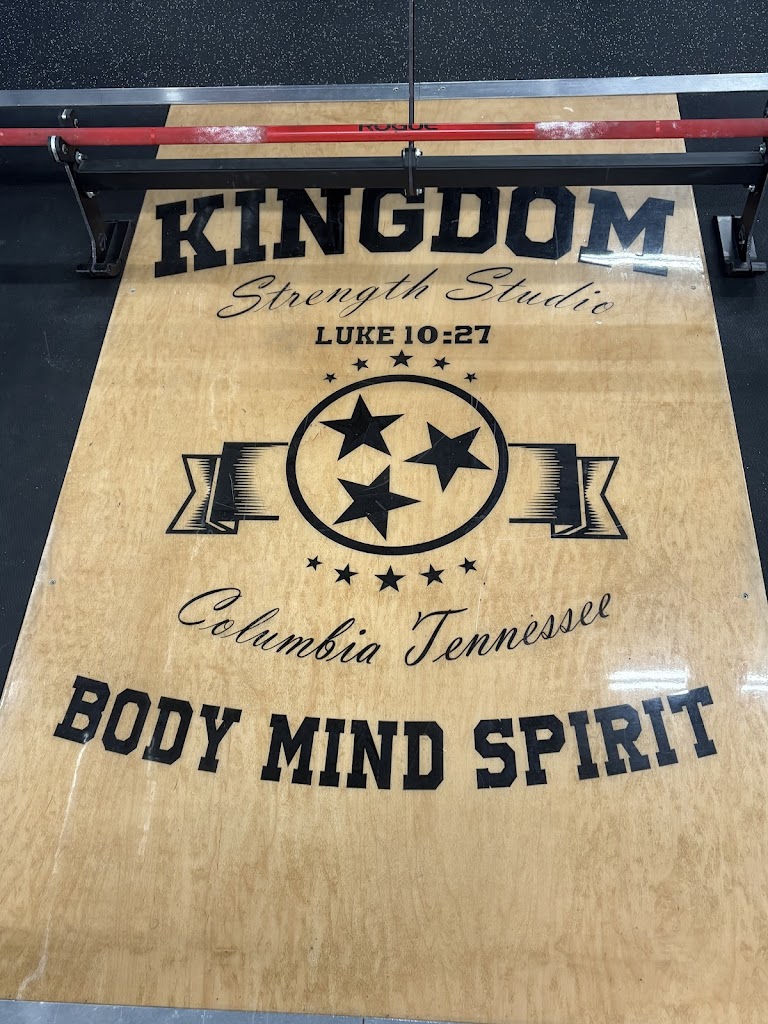 ROGUE
KINGDOM
Strength Studio
LUKE 10:27
Columbia Tennessee
BODY MIND SPIRIT